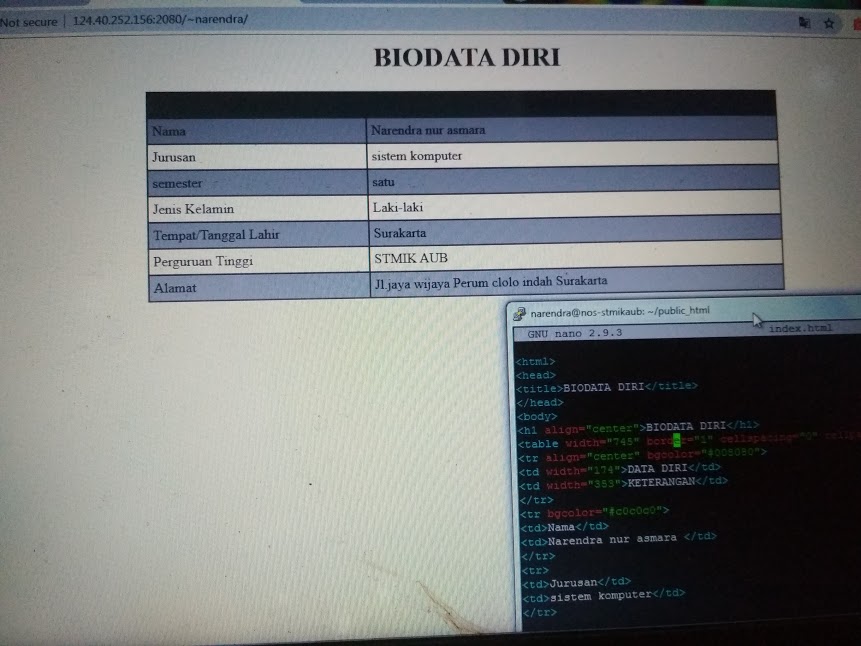 Not secure | 124.40.252.156:2080/~narendra/
BIODATA DIRI
Nama Narendra nur asmara
Jurusan sistem komputer
semester satu
Jenis Kelamin Laki-laki
Tempat/Tanggal Lahir Surakarta
Perguruan Tinggi STMIK AUB
Alamat Jl.jaya wijaya Perum clolo indah Surakarta
narendra@nos-stmikaub: ~/public_html
GNU nano 2.9.3 index.html
<html>
<head>
<title>BIODATA DIRI</title>
</head>
<body>
<h1 align="center">BIODATA DIRI</h1>
<table width="745" border="1" cellspacing="0"
<tr align="center" bgcolor="#008080">
<td width="174">DATA DIRI</td>
<td width="353">KETERANGAN</td>
</tr>
<tr bgcolor="#c0c0c0">
<td>Nama</td>
<td>Narendra nur asmara </td>
</tr>
<tr>
<td>Jurusan</td>
<td>sistem komputer</td>
</tr>